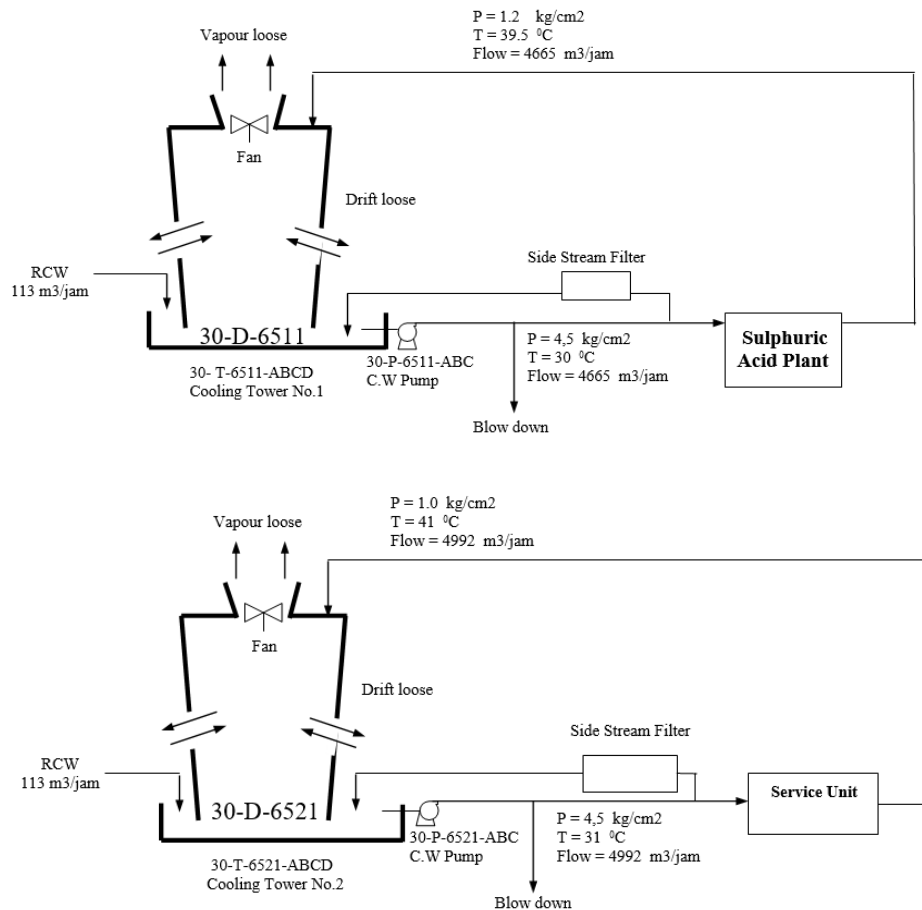 P = 1.2 kg/cm2
T = 39.5 ⁰C
Flow = 4665 m3/jam
Vapour loose
Fan
Drift loose
RCW
113 m3/jam
Side Stream Filter
30-D-6511
30- T-6511-ABCD
Cooling Tower No.1
30-P-6511-ABC
C.W Pump
P = 4,5 kg/cm2
T = 30 ⁰C
Flow = 4665 m3/jam
Sulphuric
Acid Plant
Blow down
P = 1.0 kg/cm2
T = 41 ⁰C
Flow = 4992 m3/jam
Vapour loose
Fan
Drift loose
RCW
113 m3/jam
Side Stream Filter
30-D-6521
30-T-6521-ABCD
Cooling Tower No.2
30-P-6521-ABC
C.W Pump
P = 4,5 kg/cm2
T = 31 ⁰C
Flow = 4992 m3/jam
Service Unit
Blow down